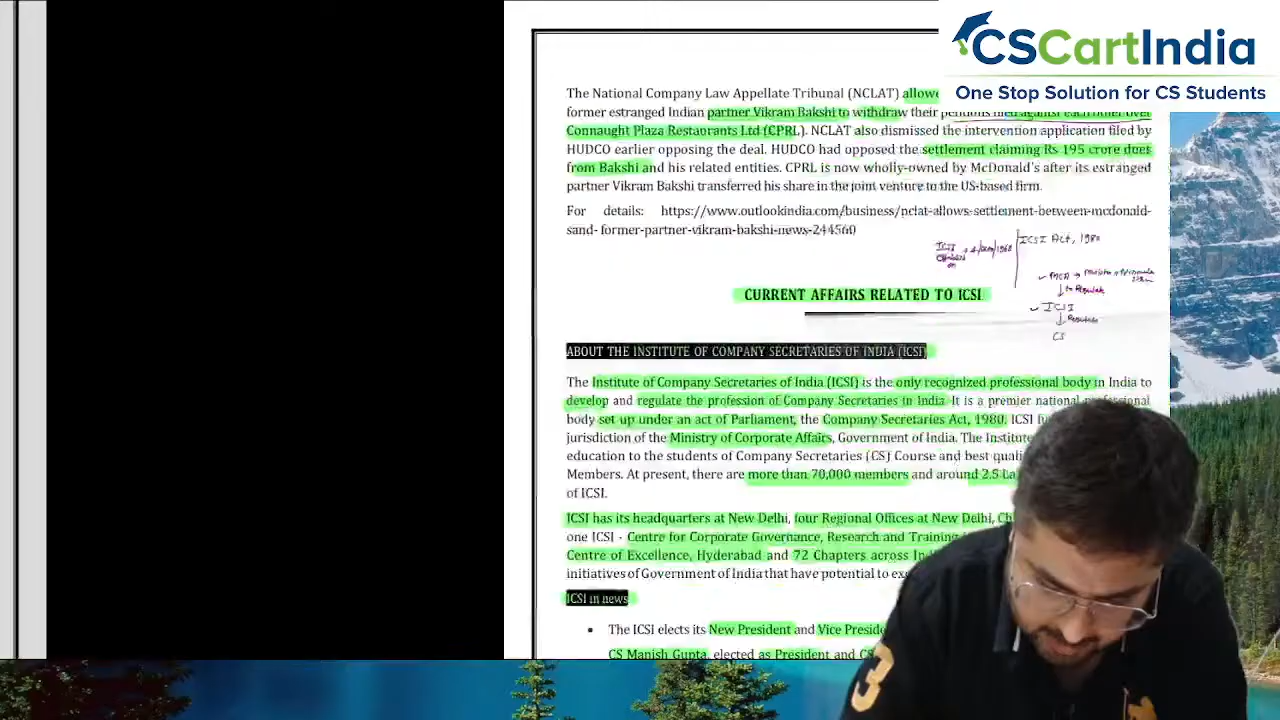 CSCartIndia
One Stop Solution for CS Students
The National Company Law Appellate Tribunal (NCLAT)
former estranged Indian partner Vikram Bakshi to withdraw their petitions filed against each other over
Connaught Plaza Restaurants Ltd (CPRL). NCLAT also dismissed the intervention application filed by
HUDCO earlier opposing the deal. HUDCO had opposed the settlement claiming Rs 195 crore dues
from Bakshi and his related entities. CPRL is now wholly-owned by McDonald's after its estranged
partner Vikram Bakshi transferred his share in the joint venture to the US-based firm.
For details: https://www.outlookindia.com/business/nclat-allows-settlement-between-mcdonald-
sand- former-partner-vikram-bakshi-news-244560
ICSI Act, 1980
ICSI
CS
CURRENT AFFAIRS RELATED TO ICSI
ABOUT THE INSTITUTE OF COMPANY SECRETARIES OF INDIA (ICSI)
The Institute of Company Secretaries of India (ICSI) is the only recognized professional body in India to
develop and regulate the profession of Company Secretaries in India. It is a premier national professional
body set up under an act of Parliament, the Company Secretaries Act, 1980. ICSI
jurisdiction of the Ministry of Corporate Affairs, Government of India. The Institute
education to the students of Company Secretaries (CS) Course and best
Members. At present, there are more than 70,000 members and around 2.5
of ICSI.
ICSI has its headquarters at New Delhi, four Regional Offices at New Delhi,
one ICSI - Centre for Corporate Governance, Research and Training
Centre of Excellence, Hyderabad and 72 Chapters across
initiatives of Government of India that have potential to
ICSI in news
• The ICSI elects its New President and Vice
CS Manish Gupta, elected as President and
3